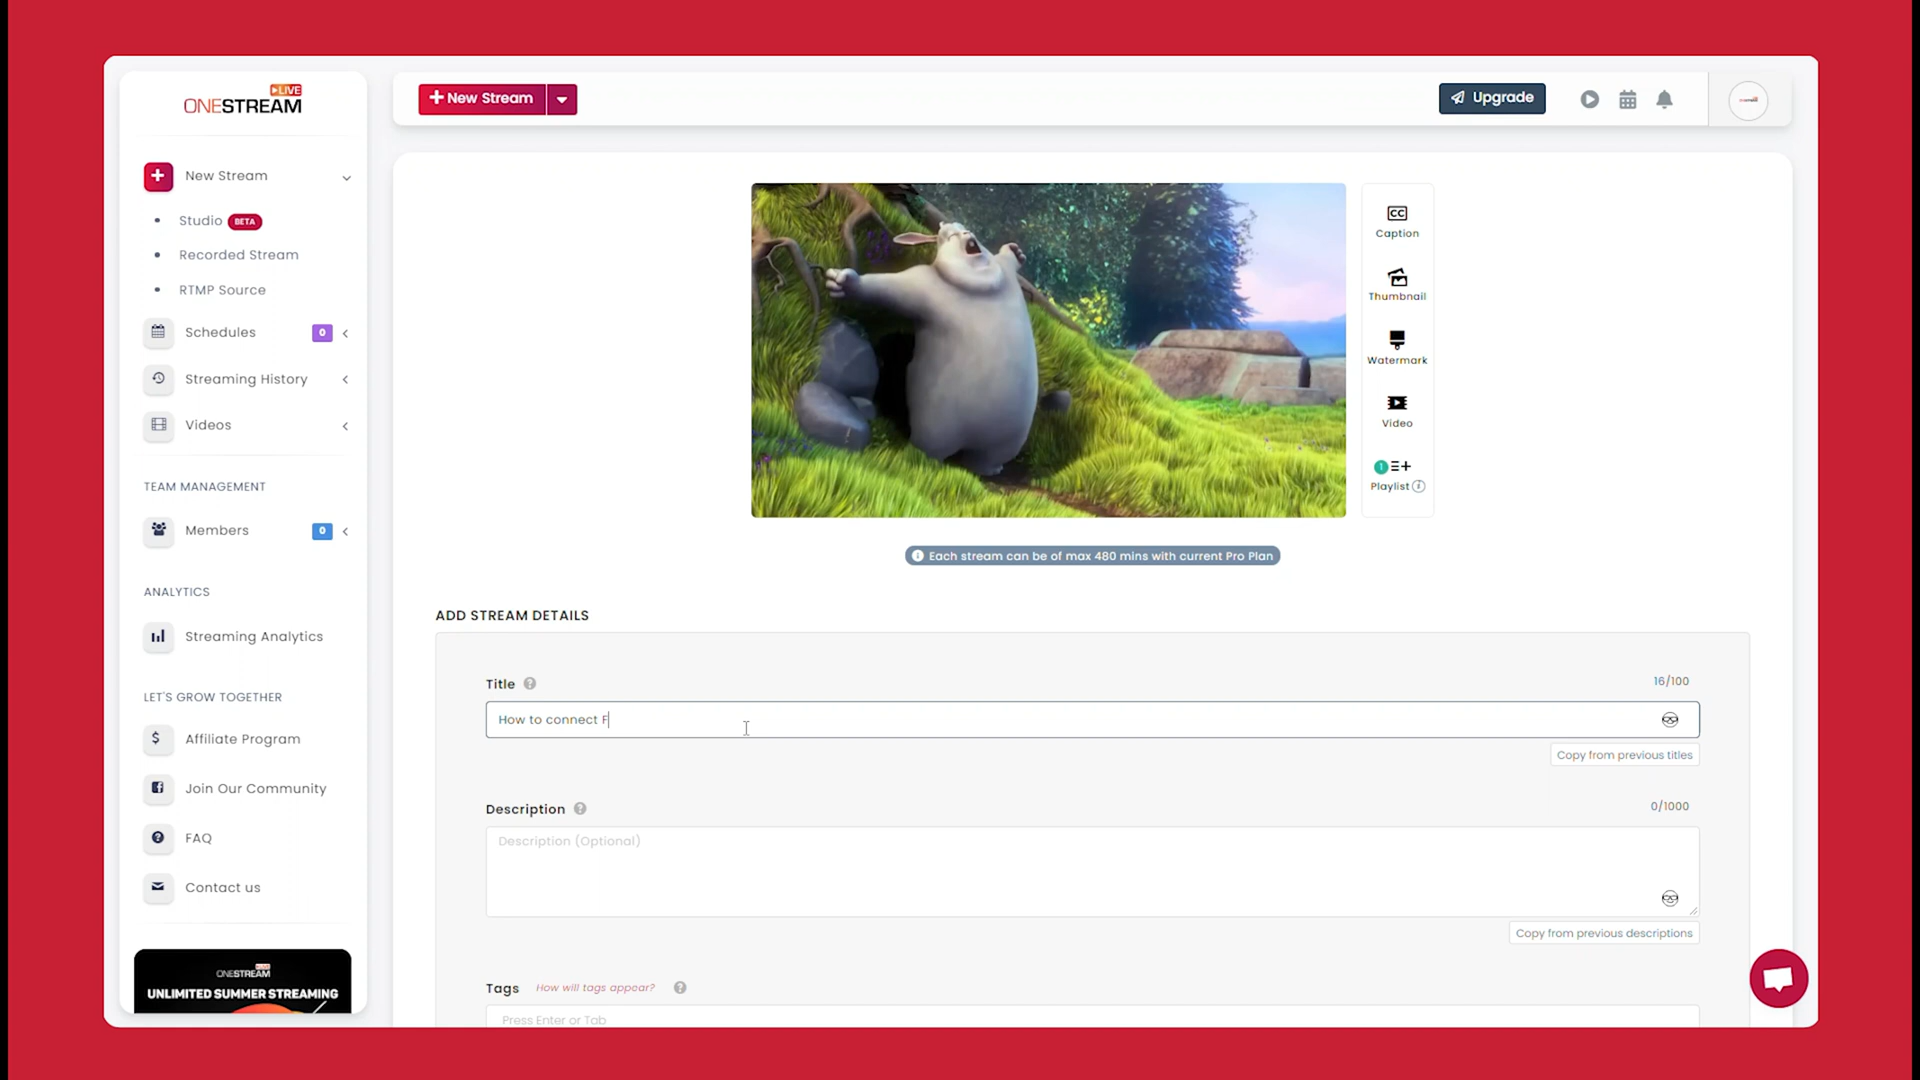 LIVE
ONESTREAM
New Stream
Studio BETA
Recorded Stream
RTMP Source
Schedules 0
Streaming History
Videos
TEAM MANAGEMENT
Members 0
ANALYTICS
Streaming Analytics
LET'S GROW TOGETHER
Affiliate Program
Join Our Community
FAQ
Contact us
ONESTREAM
UNLIMITED SUMMER STREAMING
New Stream
Upgrade
CC
Caption
Thumbnail
Watermark
Video
1
Playlist
Each stream can be of max 480 mins with current Pro Plan
ADD STREAM DETAILS
Title 16/100
How to connect F
Copy from previous titles
Description 0/1000
Description (Optional)
Copy from previous descriptions
Tags How will tags appear?
Press Enter or Tab